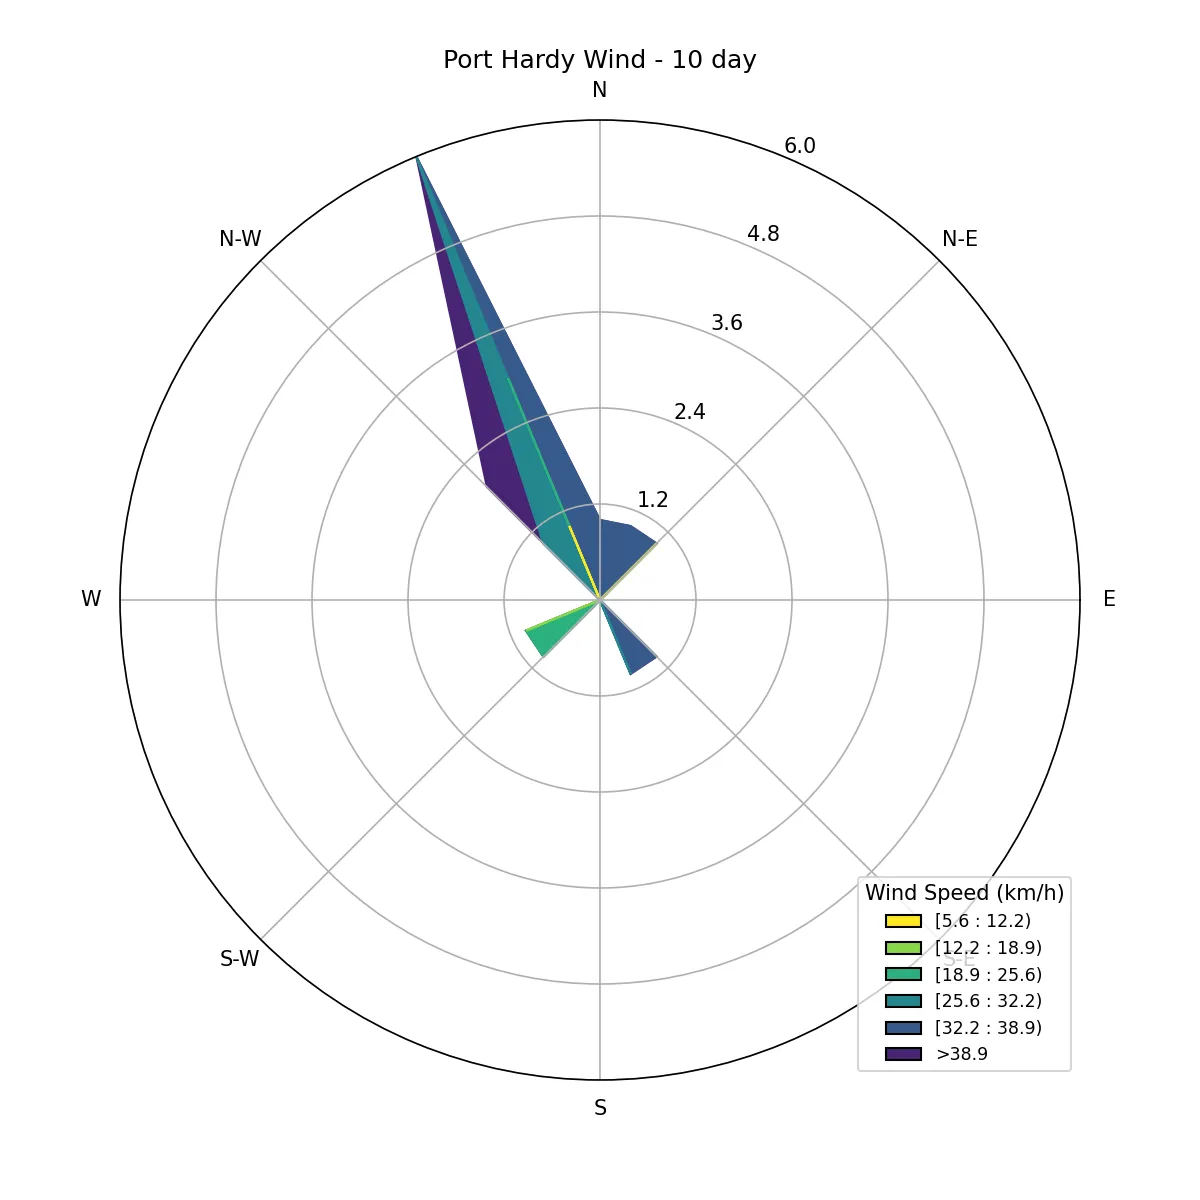 Port Hardy Wind - 10 day
N
6.0
N-W
N-E
4.8
3.6
2.4
1.2
W
E
Wind Speed (km/h)
[5.6 : 12.2)
[12.2 : 18.9)
S-W
S-E
[18.9 : 25.6)
[25.6 : 32.2)
[32.2 : 38.9)
>38.9
S